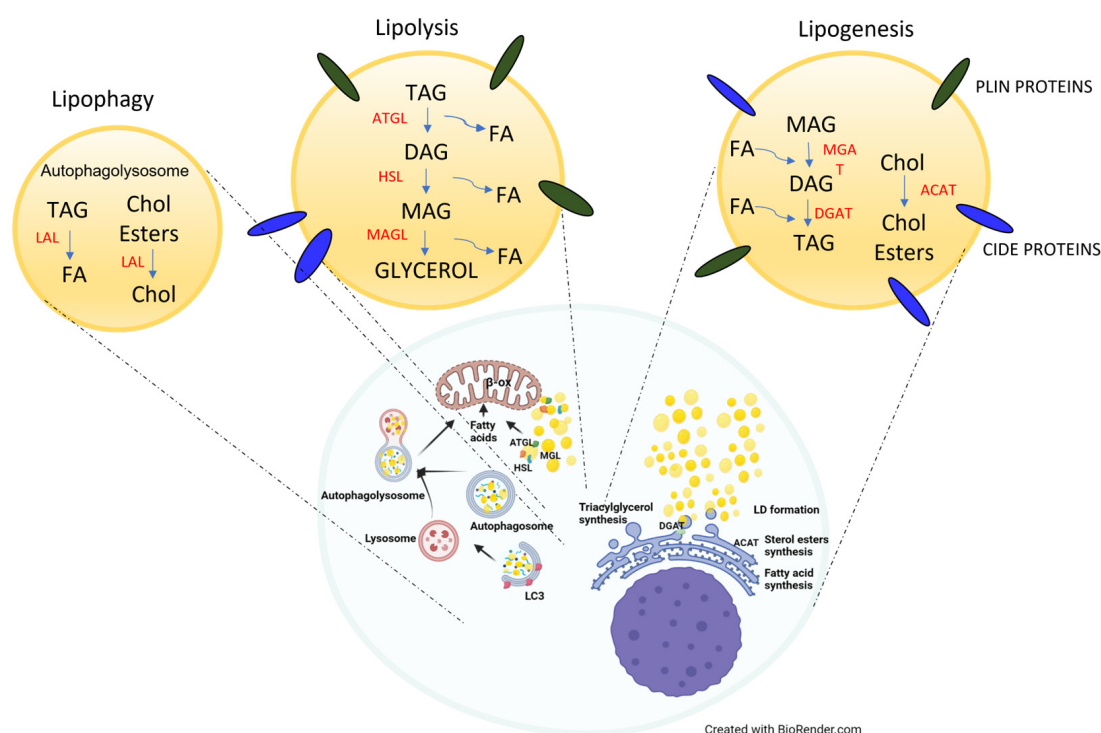 Lipophagy
Autophagolysosome
TAG
LAL
FA
Chol
Esters
LAL
Chol
Lipolysis
TAG
ATGL
FA
DAG
HSL
FA
MAG
MAGL
FA
GLYCEROL
Lipogenesis
MAG
FA
MGA
T
DAG
FA
DGAT
TAG
Chol
ACAT
Chol
Esters
PLIN PROTEINS
CIDE PROTEINS
β-ox
Fatty
acids
ATGL
MGL
HSL
Autophagolysosome
Autophagosome
Lysosome
LC3
Triacylglycerol
synthesis
DGAT
LD formation
ACAT
Sterol esters
synthesis
Fatty acid
synthesis
Created with BioRender.com